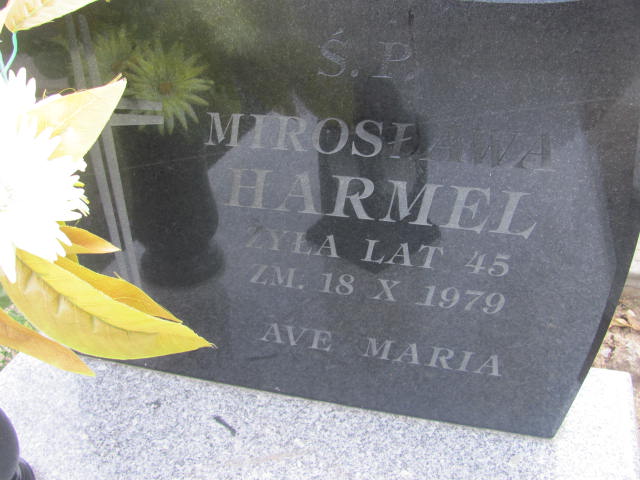 Ś.P.
MIROSŁAWA
HARMEL
ŻYŁA LAT 45
ZM. 18 X 1979
AVE MARIA